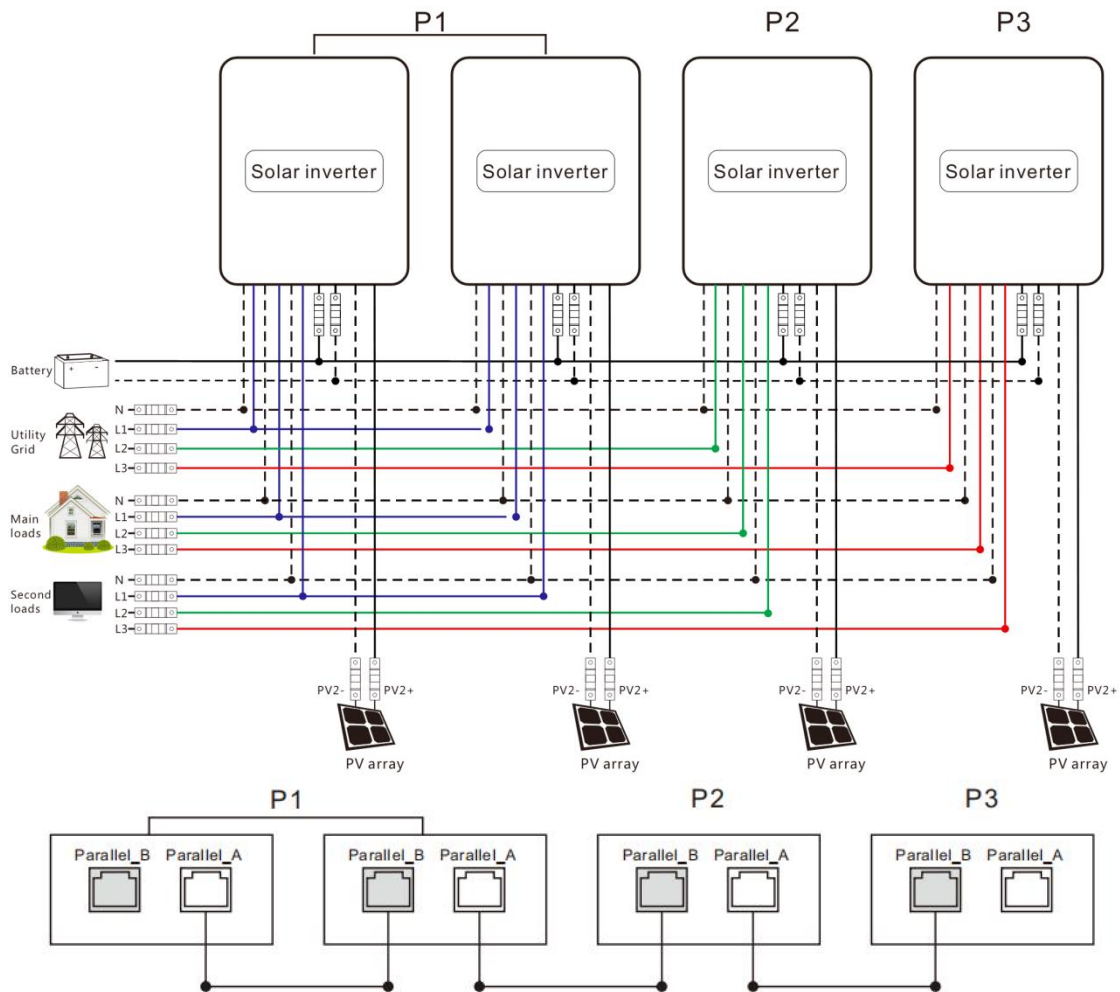 P1 P2 P3
Solar inverter Solar inverter Solar inverter Solar inverter
Battery
+ -
N
L1
Utility
Grid
L2
L3
N
L1
Main
loads
L2
L3
N
Second
loads
L1
L2
L3
PV2- PV2+ PV2- PV2+ PV2- PV2+ PV2- PV2+
PV array PV array PV array PV array
P1 P2 P3
Parallel_B Parallel_A Parallel_B Parallel_A Parallel_B Parallel_A Parallel_B Parallel_A